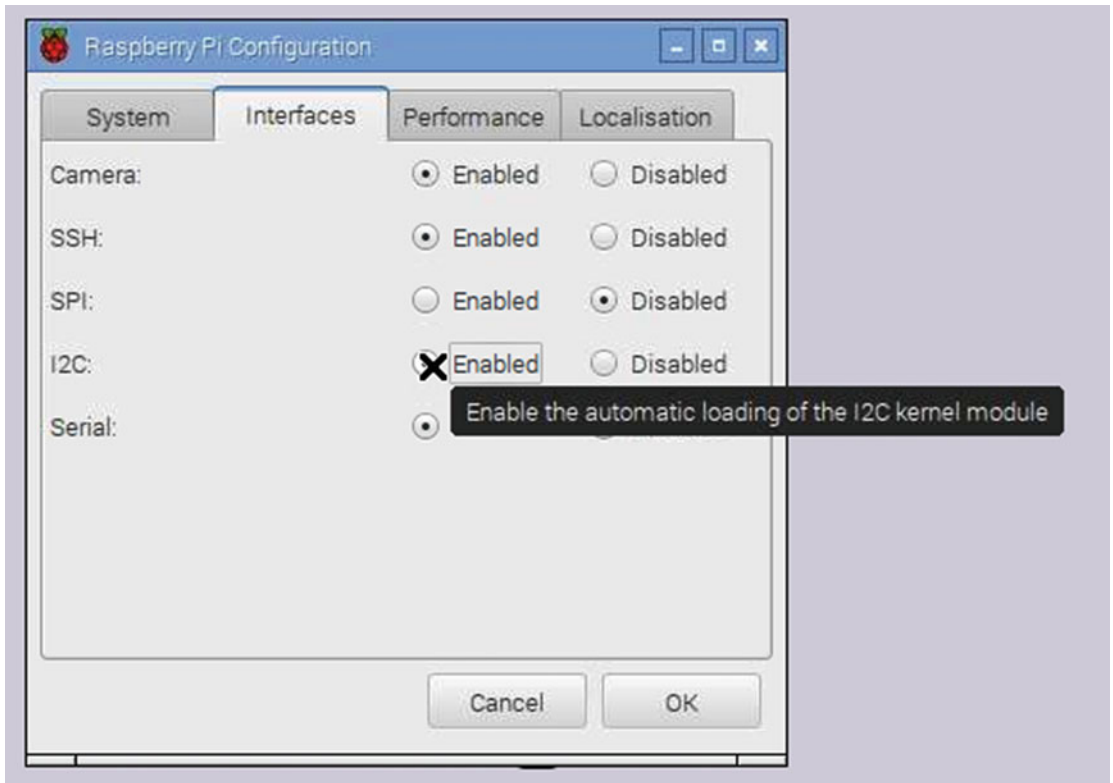 Raspberry Pi Configuration
System Interfaces Performance Localisation
Camera: Enabled Disabled
SSH: Enabled Disabled
SPI: Enabled Disabled
I2C: Enabled Disabled
Enable the automatic loading of the I2C kernel module
Serial:
Cancel OK